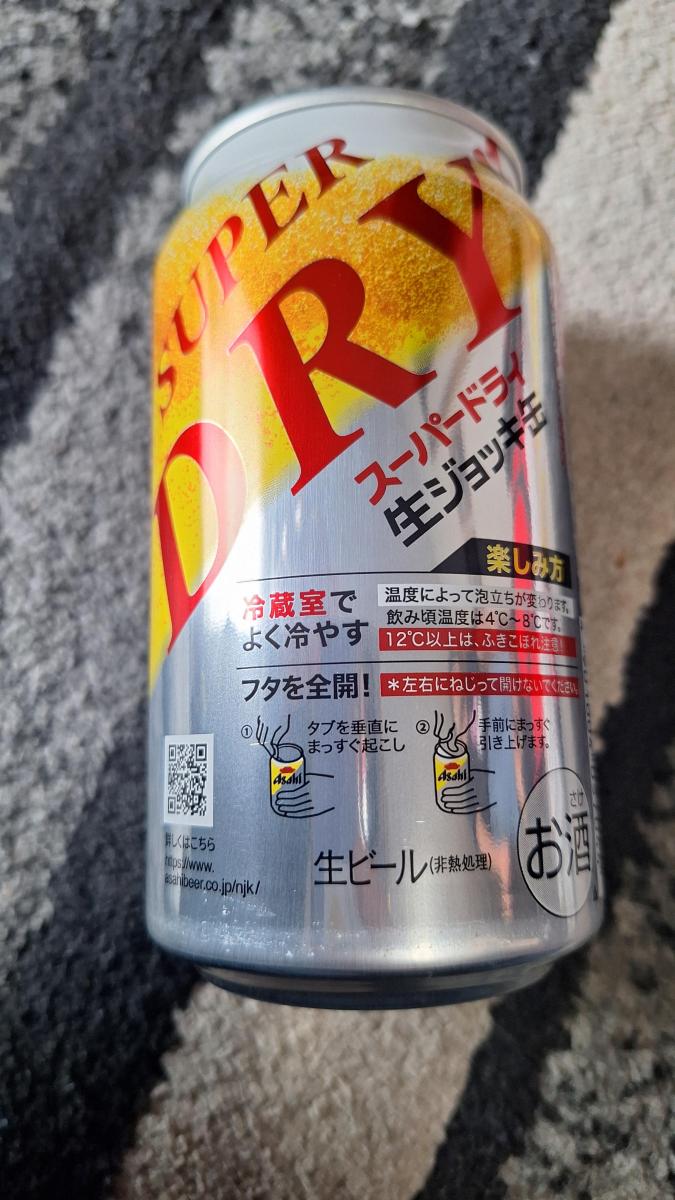 SUPER
DRY
スーパードライ
生ジョッキ缶
楽しみ方
冷蔵室で
よく冷やす
温度によって泡立ちが変わります。
飲み頃温度は4℃~8℃です。
12℃以上は、ふきこぼれ注意!
フタを全開!
*左右にねじって開けないでください。
① タブを垂直に
まっすぐ起こし
② 手前にまっすぐ
引き上げます。
Asahi
Asahi
詳しくはこちら
https://www.
asahibeer.co.jp/njk/
生ビール(非熱処理)
さけ
お酒